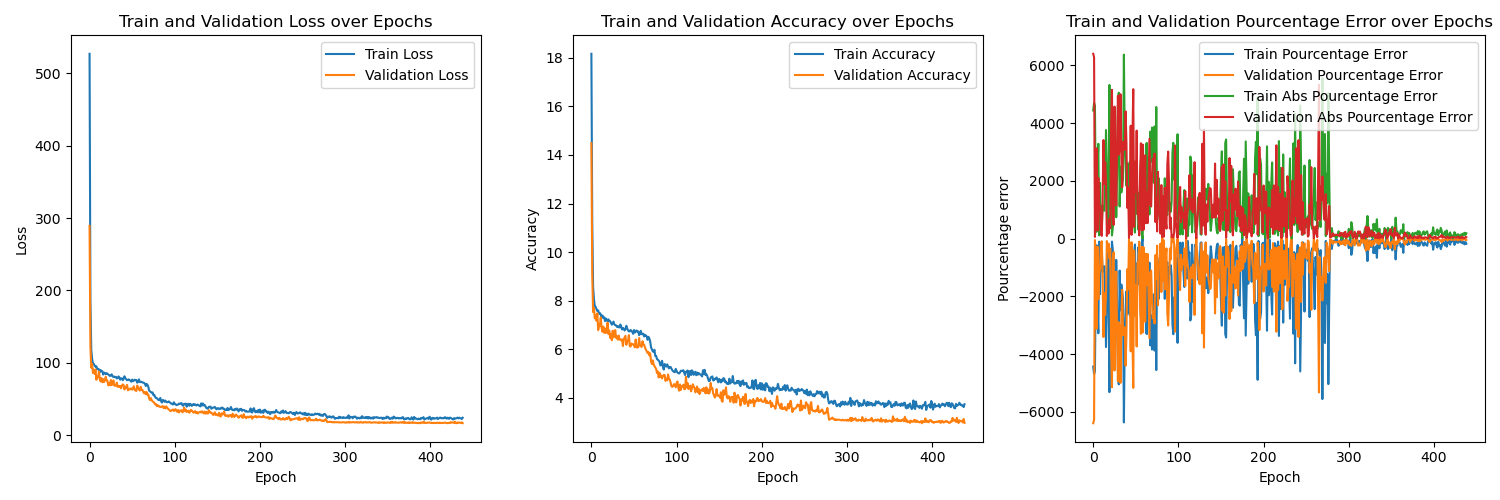 Train and Validation Loss over Epochs
Train Loss
Validation Loss
500
400
300
200
100
0
Loss
0 100 200 300 400
Epoch
Train and Validation Accuracy over Epochs
Train Accuracy
Validation Accuracy
18
16
14
12
10
8
6
4
Accuracy
0 100 200 300 400
Epoch
Train and Validation Pourcentage Error over Epochs
Train Pourcentage Error
Validation Pourcentage Error
Train Abs Pourcentage Error
Validation Abs Pourcentage Error
6000
4000
2000
0
−2000
−4000
−6000
Pourcentage error
0 100 200 300 400
Epoch